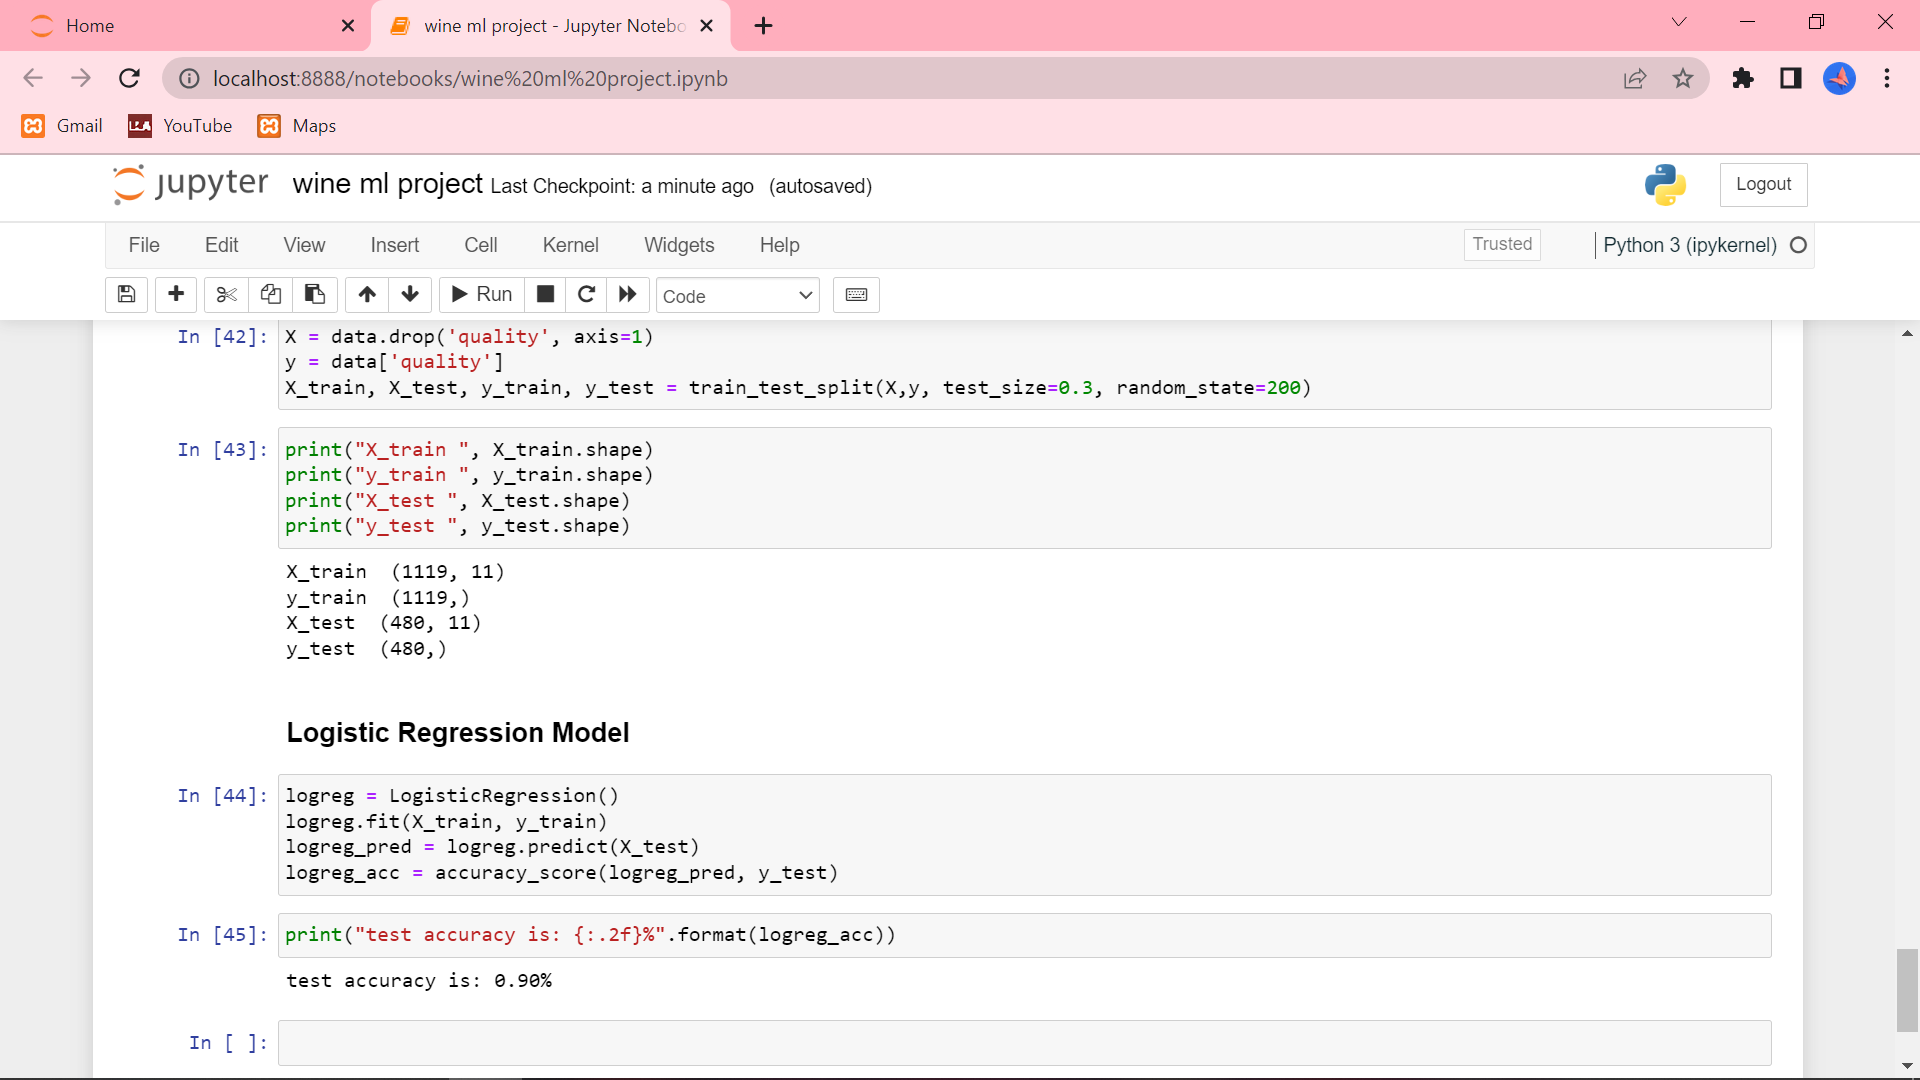 Home
wine ml project - Jupyter Notebo
localhost:8888/notebooks/wine%20ml%20project.ipynb
Gmail YouTube Maps
jupyter wine ml project Last Checkpoint: a minute ago (autosaved)
Logout
File Edit View Insert Cell Kernel Widgets Help
Trusted Python 3 (ipykernel)
Run Code
In [42]: X = data.drop('quality', axis=1)
y = data['quality']
X_train, X_test, y_train, y_test = train_test_split(X,y, test_size=0.3, random_state=200)
In [43]: print("X_train ", X_train.shape)
print("y_train ", y_train.shape)
print("X_test ", X_test.shape)
print("y_test ", y_test.shape)
X_train  (1119, 11)
y_train  (1119,)
X_test  (480, 11)
y_test  (480,)
Logistic Regression Model
In [44]: logreg = LogisticRegression()
logreg.fit(X_train, y_train)
logreg_pred = logreg.predict(X_test)
logreg_acc = accuracy_score(logreg_pred, y_test)
In [45]: print("test accuracy is: {:.2f}%".format(logreg_acc))
test accuracy is: 0.90%
In [ ]: